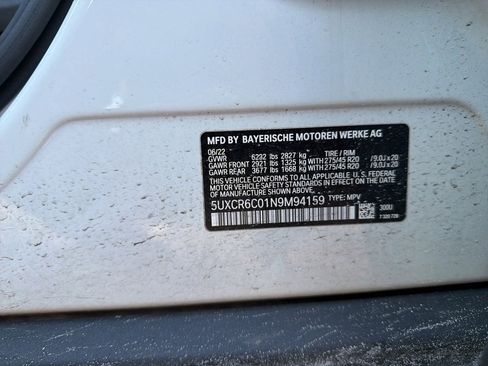 MFD BY BAYERISCHE MOTOREN WERKE AG
06/22
GVWR 6232 lbs 2827 kg TIRE / RIM
GAWR FRONT 2921 lbs 1325 kg WITH 275/45 R20 / 9.0J x 20
GAWR REAR 3677 lbs 1668 kg WITH 275/45 R20 / 9.0J x 20
THIS VEHICLE CONFORMS TO ALL APPLICABLE U.S. FEDERAL
MOTOR VEHICLE SAFETY STANDARDS IN EFFECT ON THE
DATE OF MANUFACTURE SHOWN ABOVE.
5UXCR6C01N9M94159 TYPE: MPV
300U